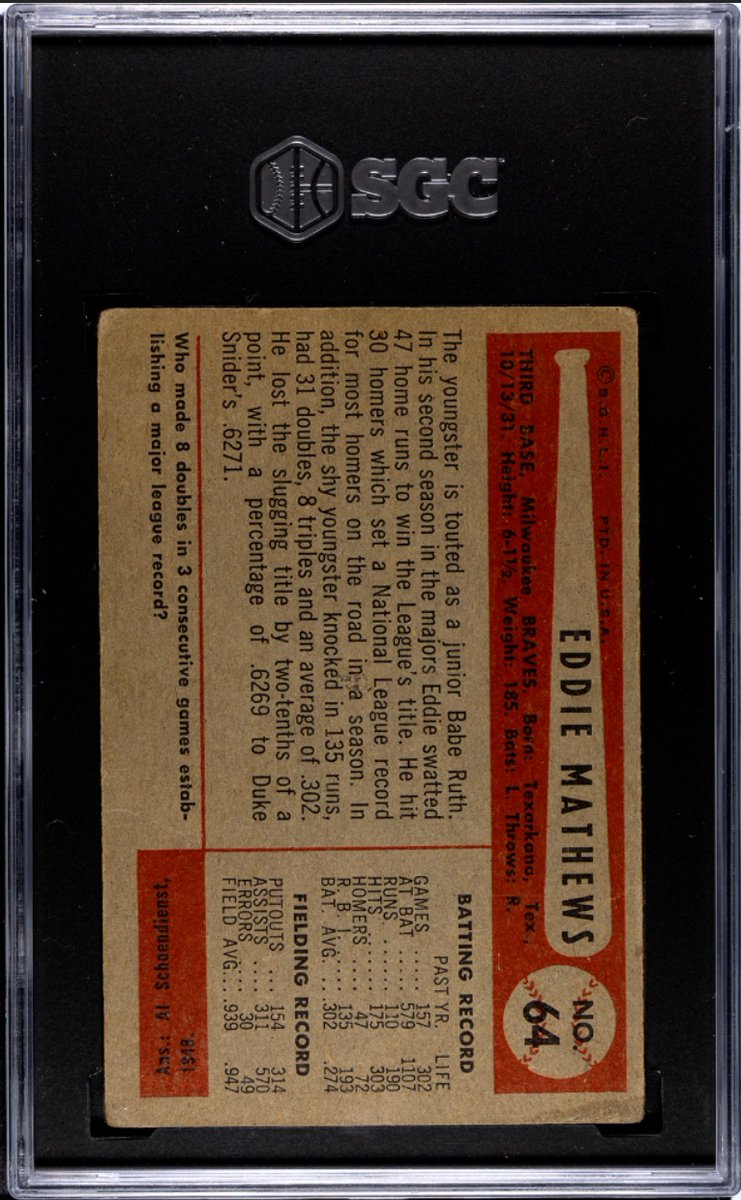 SGC
© B.G.H.L.I. PTD. IN U.S.A.
EDDIE MATHEWS
NO.
64
THIRD BASE, Milwaukee BRAVES. Born: Texarkana, Tex.,
10/13/31. Height: 6-1½. Weight: 185. Bats: L. Throws: R.
The youngster is touted as a junior Babe Ruth.
In his second season in the majors Eddie swatted
47 home runs to win the League's title. He hit
30 homers which set a National League record
for most homers on the road in a season. In
addition, the shy youngster knocked in 135 runs,
had 31 doubles, 8 triples and an average of .302.
He lost the slugging title by two-tenths of a
point, with a percentage of .6269 to Duke
Snider's .6271.
BATTING RECORD
PAST YR. LIFE
GAMES ..... 157 302
AT BAT ..... 579 1107
RUNS ...... 110 190
HITS ...... 175 303
HOMERS ... 47 72
R. B. I. ..... 135 193
BAT. AVG. .. .302 .274
FIELDING RECORD
PUTOUTS ... 154 314
ASSISTS .... 311 570
ERRORS .... 30 49
FIELD AVG... .939 .947
Who made 8 doubles in 3 consecutive games estab-
lishing a major league record?
Ans.: Al Schoendienst,
1948.